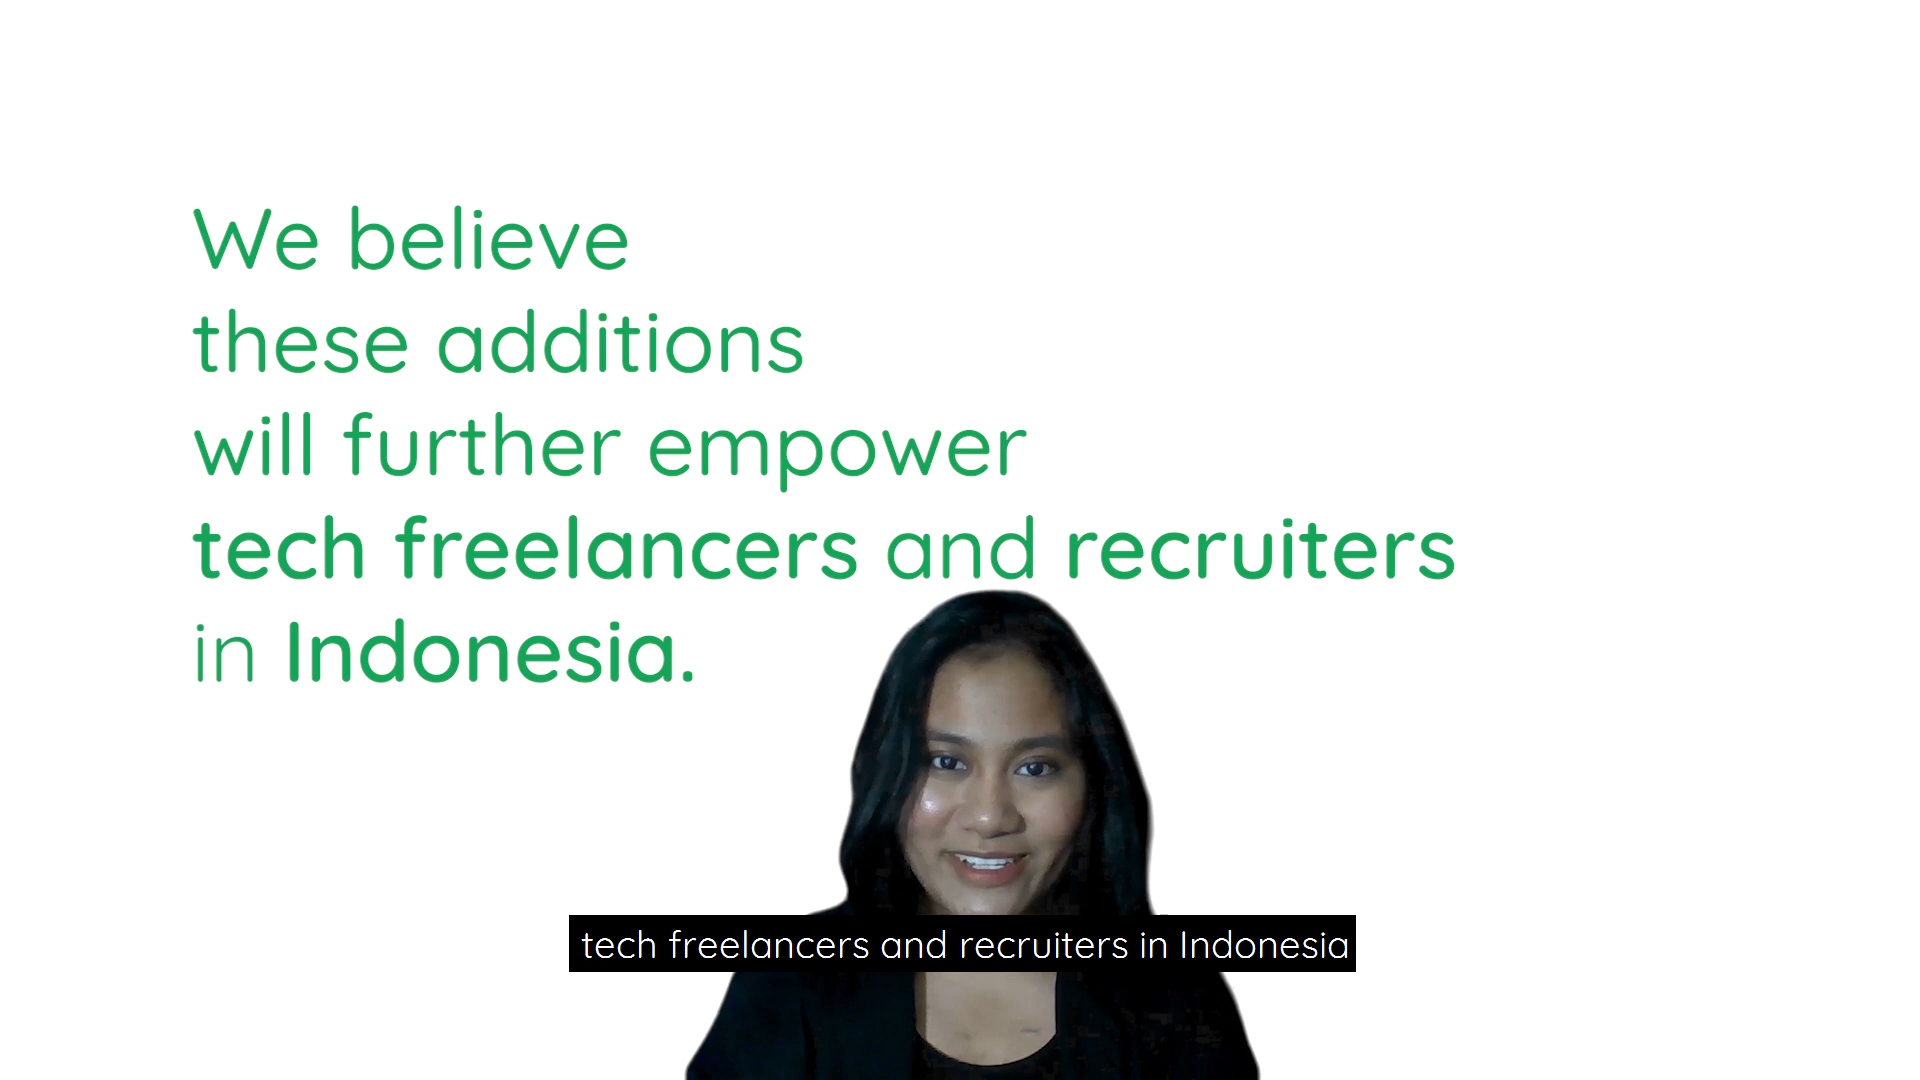 We believe
these additions
will further empower
tech freelancers and recruiters
in Indonesia.
tech freelancers and recruiters in Indonesia